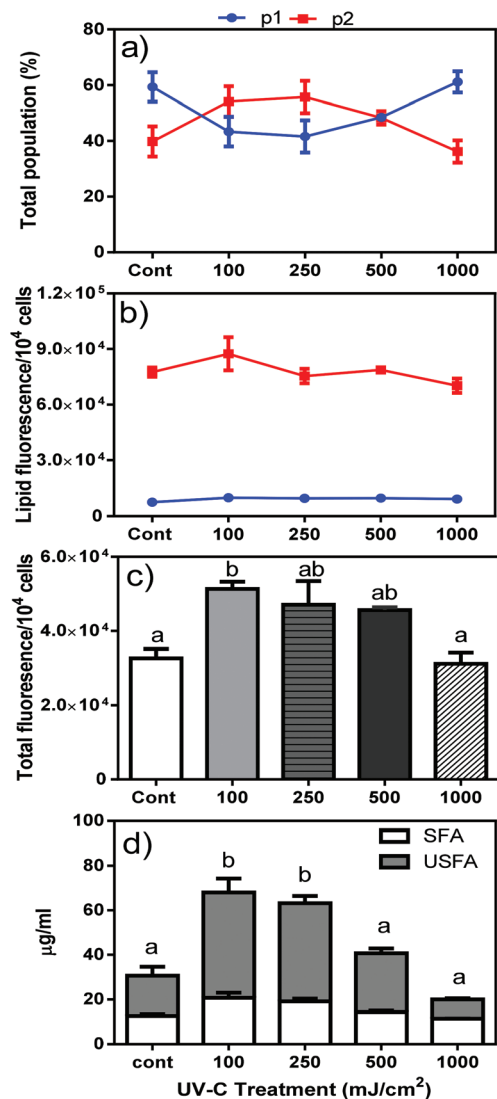 p1 p2
a)
Total population (%)
80
60
40
20
0
Cont 100 250 500 1000
b)
Lipid fluorescence/10⁴ cells
1.2×10⁵
9.0×10⁴
6.0×10⁴
3.0×10⁴
0
Cont 100 250 500 1000
c)
Total fluoresence/10⁴ cells
6.0×10⁴
4.0×10⁴
2.0×10⁴
0
a b ab ab a
Cont 100 250 500 1000
d)
SFA
USFA
µg/ml
100
80
60
40
20
0
a b b a a
cont 100 250 500 1000
UV-C Treatment (mJ/cm²)